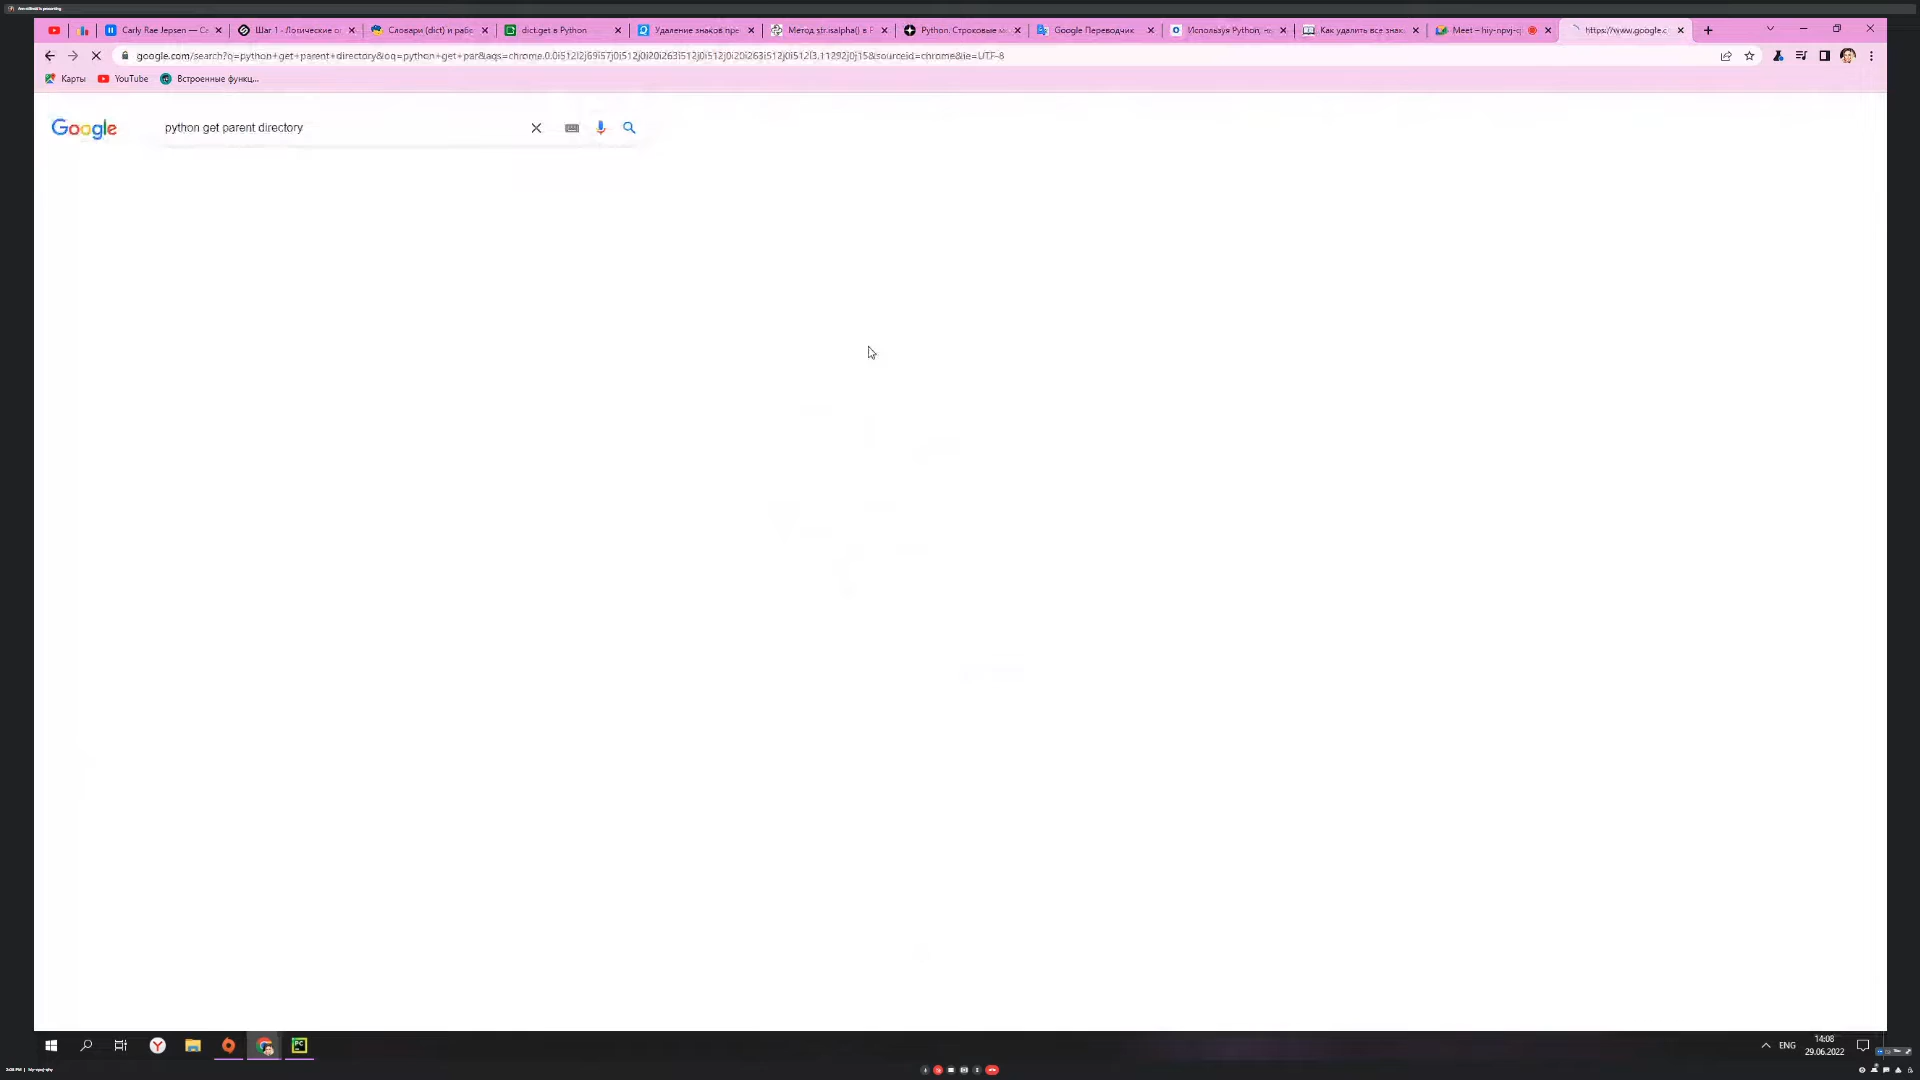 Carly Rae Jepsen — Ca
Шаг 1 - Логические о
Словари (dict) и рабо
dict.get в Python
Удаление знаков пре
Метод str.isalpha() в P
Python. Строковые м
Google Переводчик
Используя Python, не
Как удалить все знак
Meet – hiy-npvj-q
https://www.google.c
google.com/search?q=python+get+parent+directory&oq=python+get+par&aqs=chrome.0.0i512l2j69i57j0i512j0i20i263i512j0i512j0i20i263i512j0i512l3.11292j0j15&sourceid=chrome&ie=UTF-8
Карты
YouTube
Встроенные функц...
Google
python get parent directory
ENG
14:08
29.06.2022